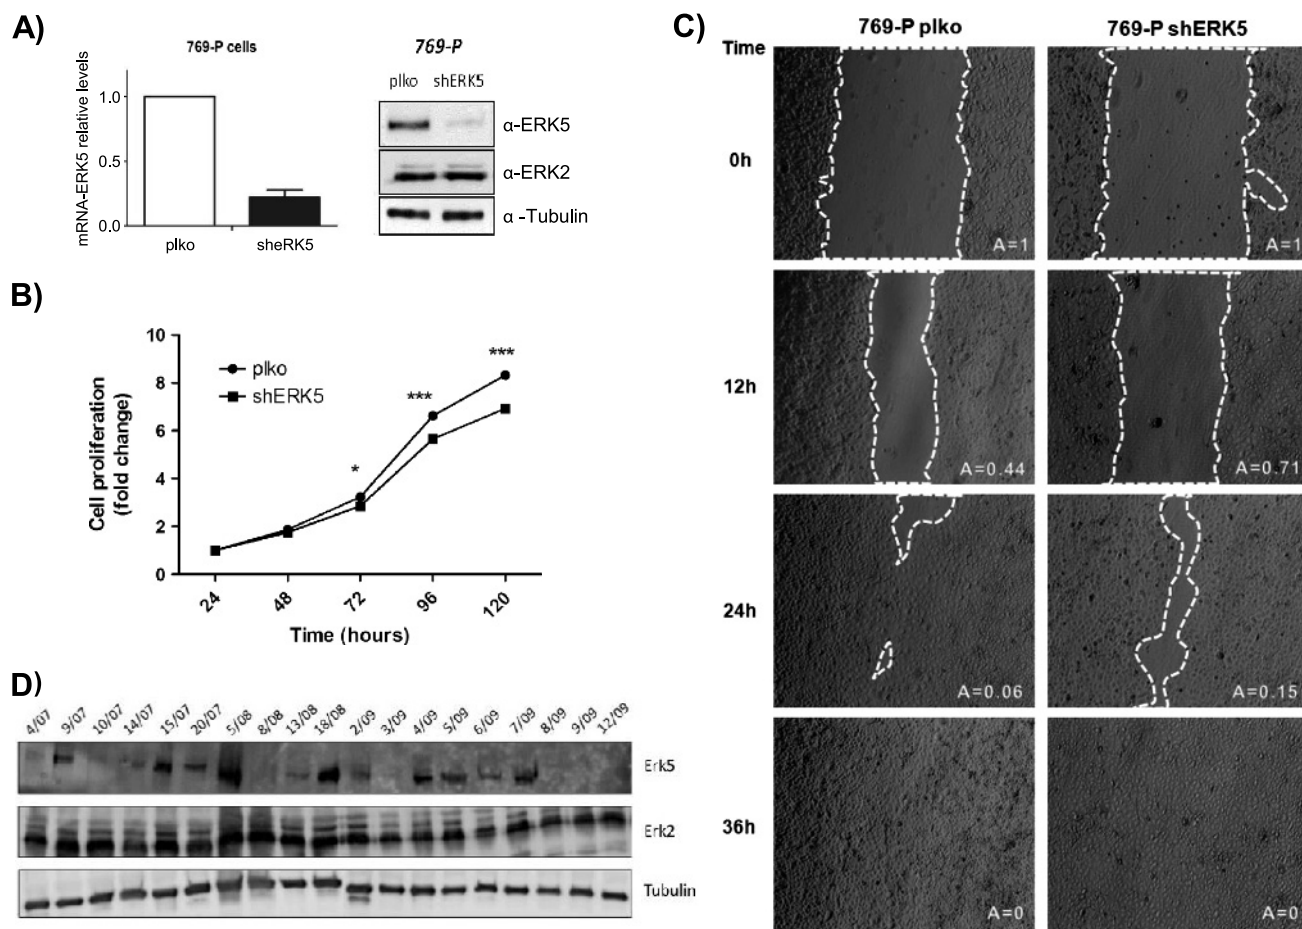 A)
769-P cells
mRNA-ERK5 relative levels
1.0
0.5
0.0
plko
sheRK5
769-P
plko shERK5
α-ERK5
α-ERK2
α -Tubulin
B)
Cell proliferation
(fold change)
10
8
6
4
2
0
plko
shERK5
*
***
***
24
48
72
96
120
Time (hours)
C)
769-P plko
769-P shERK5
Time
0h
A=1
A=1
12h
A=0.44
A=0.71
24h
A=0.06
A=0.15
36h
A=0
A=0
D)
4/07 9/07 10/07 14/07 15/07 20/07 5/08 8/08 13/08 18/08 2/09 3/09 4/09 5/09 6/09 7/09 8/09 9/09 12/09
Erk5
Erk2
Tubulin